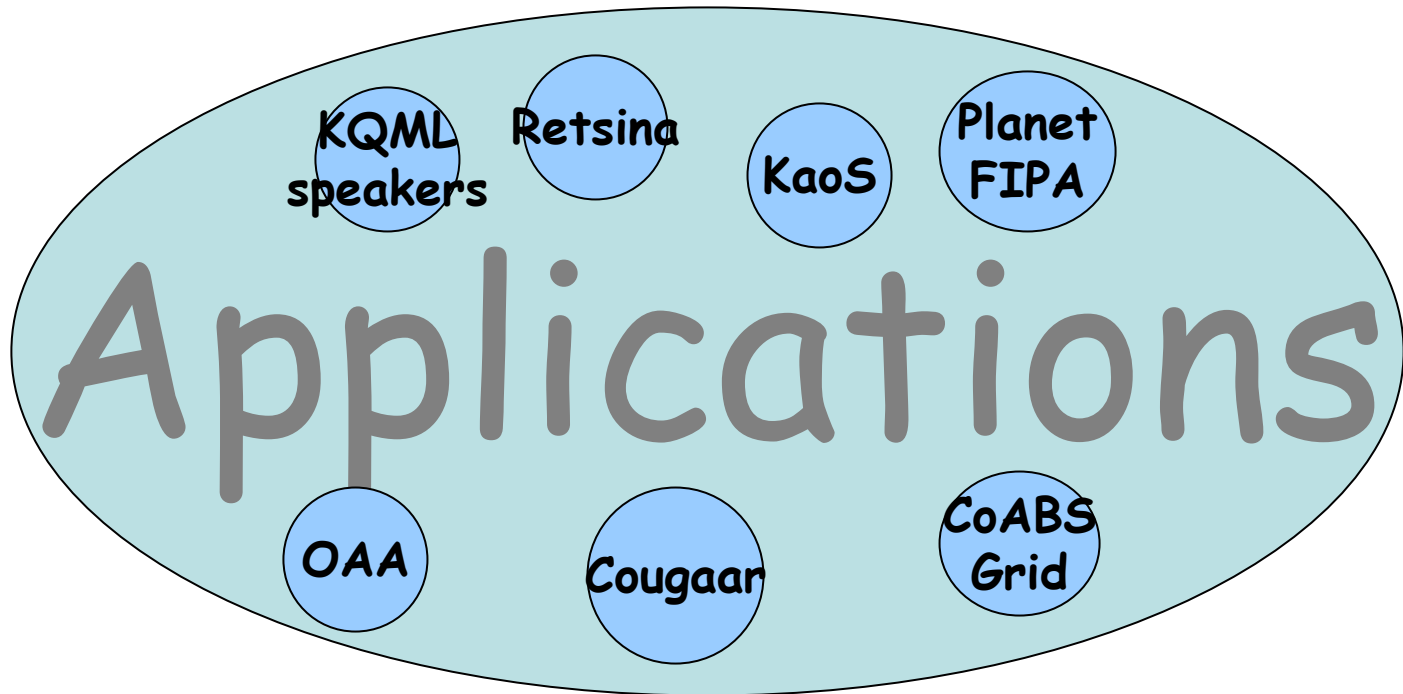 KQML
speakers
Retsina
KaoS
Planet
FIPA
Applications
OAA
Cougaar
CoABS
Grid